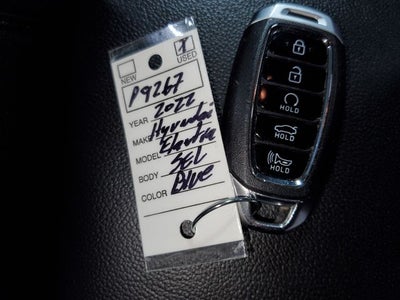 NEW
USED
P9267
YEAR 2022
MAKE Hyundai
MODEL Elantra
BODY SEL
COLOR Blue
HOLD
HOLD
HOLD